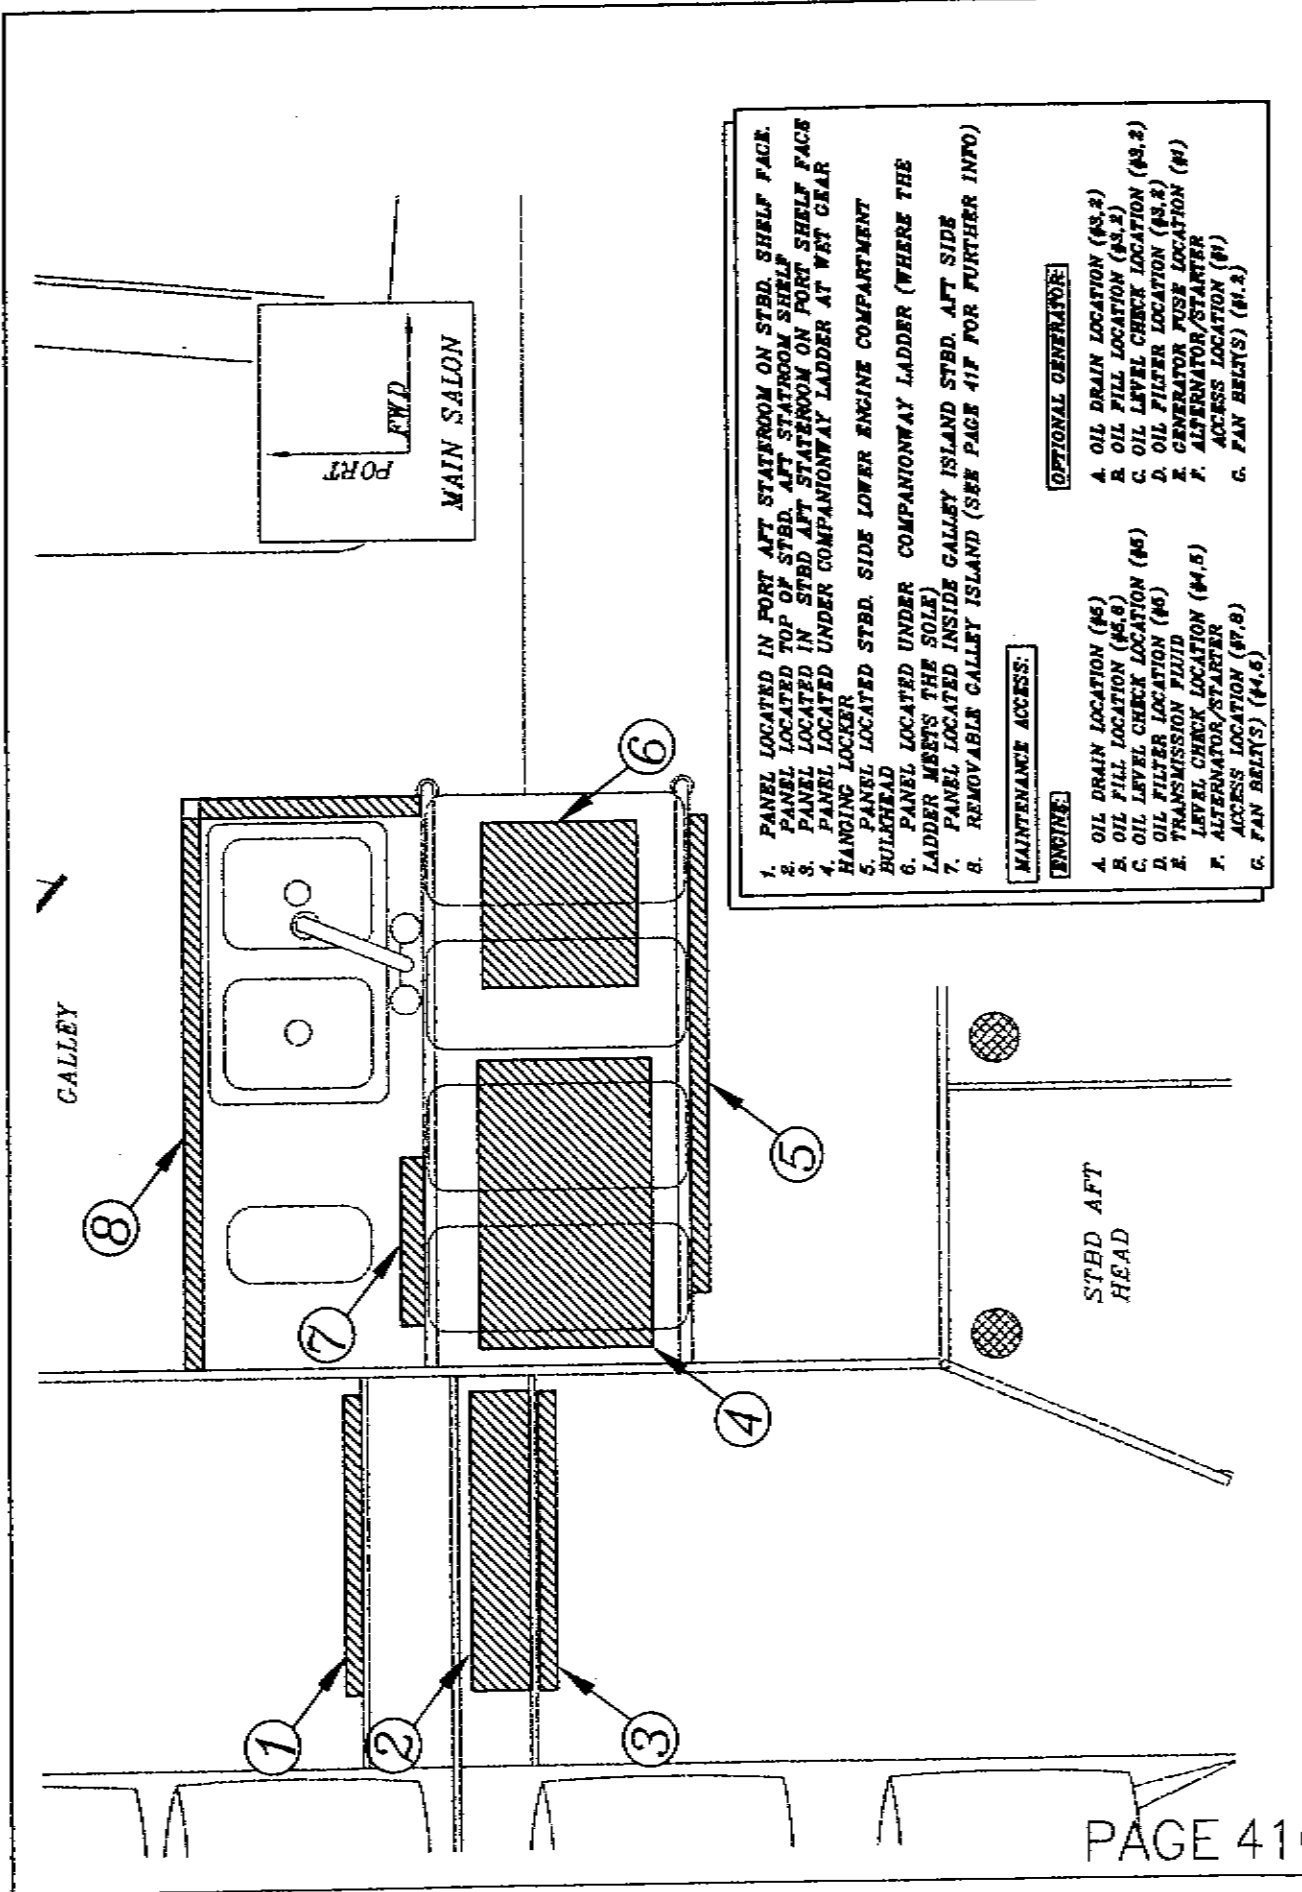 GALLEY
8
7
6
5
4
1
2
3
PORT
FWD
MAIN SALON
STBD AFT
HEAD
1. PANEL LOCATED IN PORT AFT STATEROOM ON STBD. SHELF FACE.
2. PANEL LOCATED TOP OF STBD. AFT STATROOM SHELF
3. PANEL LOCATED IN STBD AFT STATEROOM ON PORT SHELF FACE
4. PANEL LOCATED UNDER COMPANIONWAY LADDER AT WET GEAR
HANGING LOCKER
5. PANEL LOCATED STBD. SIDE LOWER ENGINE COMPARTMENT
BULKHEAD
6. PANEL LOCATED UNDER COMPANIONWAY LADDER (WHERE THE
LADDER MEETS THE SOLE)
7. PANEL LOCATED INSIDE GALLEY ISLAND STBD. AFT SIDE
8. REMOVABLE GALLEY ISLAND (SEE PAGE 41F FOR FURTHER INFO)
MAINTENANCE ACCESS:
ENGINE:
A. OIL DRAIN LOCATION (#5)
B. OIL FILL LOCATION (#5,6)
C. OIL LEVEL CHECK LOCATION (#5)
D. OIL FILTER LOCATION (#5)
E. TRANSMISSION FLUID
LEVEL CHECK LOCATION (#4,5)
F. ALTERNATOR/STARTER
ACCESS LOCATION (#7,8)
G. FAN BELT(S) (#4,5)
OPTIONAL GENERATOR:
A. OIL DRAIN LOCATION (#3,2)
B. OIL FILL LOCATION (#3,2)
C. OIL LEVEL CHECK LOCATION (#3,2)
D. OIL FILTER LOCATION (#3,2)
E. GENERATOR FUSE LOCATION (#1)
F. ALTERNATOR/STARTER
ACCESS LOCATION (#1)
G. FAN BELT(S) (#1,2)
PAGE 41